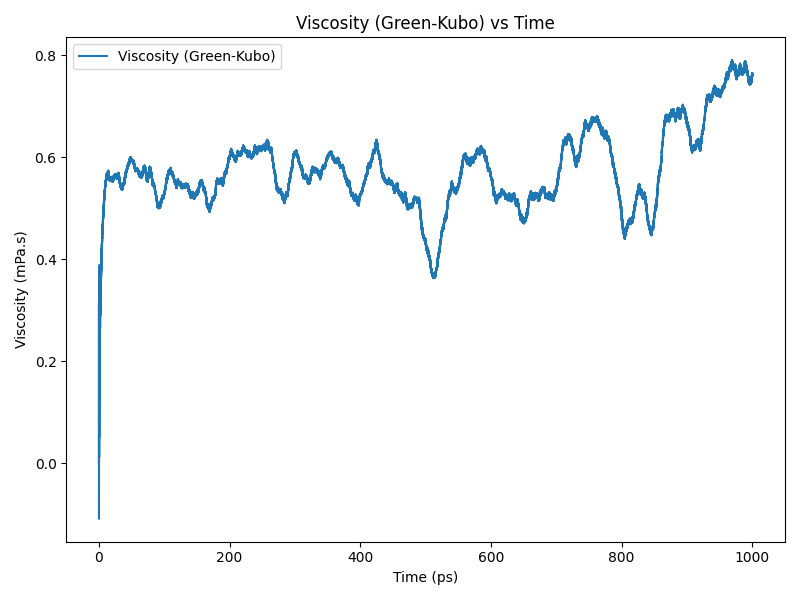 Viscosity (Green-Kubo) vs Time
Viscosity (Green-Kubo)
Viscosity (mPa.s)
0.8
0.6
0.4
0.2
0.0
0 200 400 600 800 1000
Time (ps)